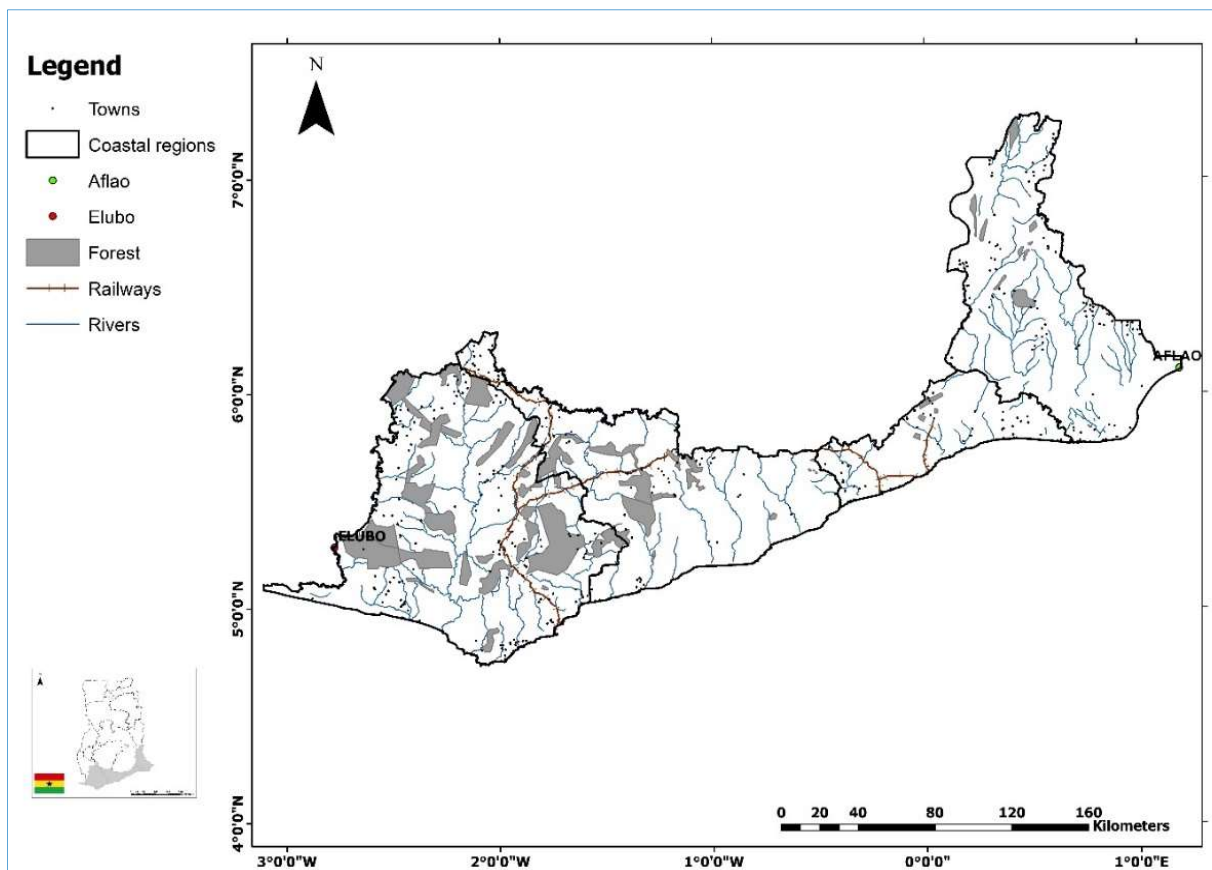 Legend
Towns
Coastal regions
Aflao
Elubo
Forest
Railways
Rivers
N
7°0'0"N
6°0'0"N
5°0'0"N
4°0'0"N
AFLAO
ELUBO
0 20 40 80 120 160
Kilometers
3°0'0"W 2°0'0"W 1°0'0"W 0°0'0" 1°0'0"E